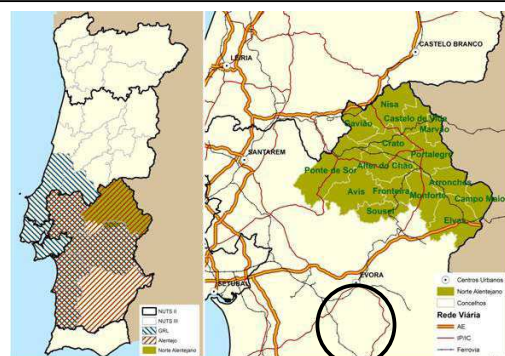 NUTS II
NUTS III
GRL
Alentejo
Norte Alentejano
CASTELO BRANCO
LEIRIA
Nisa
Gavião
Castelo de Vide
Marvão
Crato
SANTAREM
Portalegre
Ponte de Sor
Alter do Chão
Arronches
Avis
Fronteira
Monforte
Campo Maior
Sousel
Elvas
ÉVORA
SETÚBAL
Centros Urbanos
Norte Alentejano
Concelhos
Rede Viária
AE
IP/IC
Ferrovia